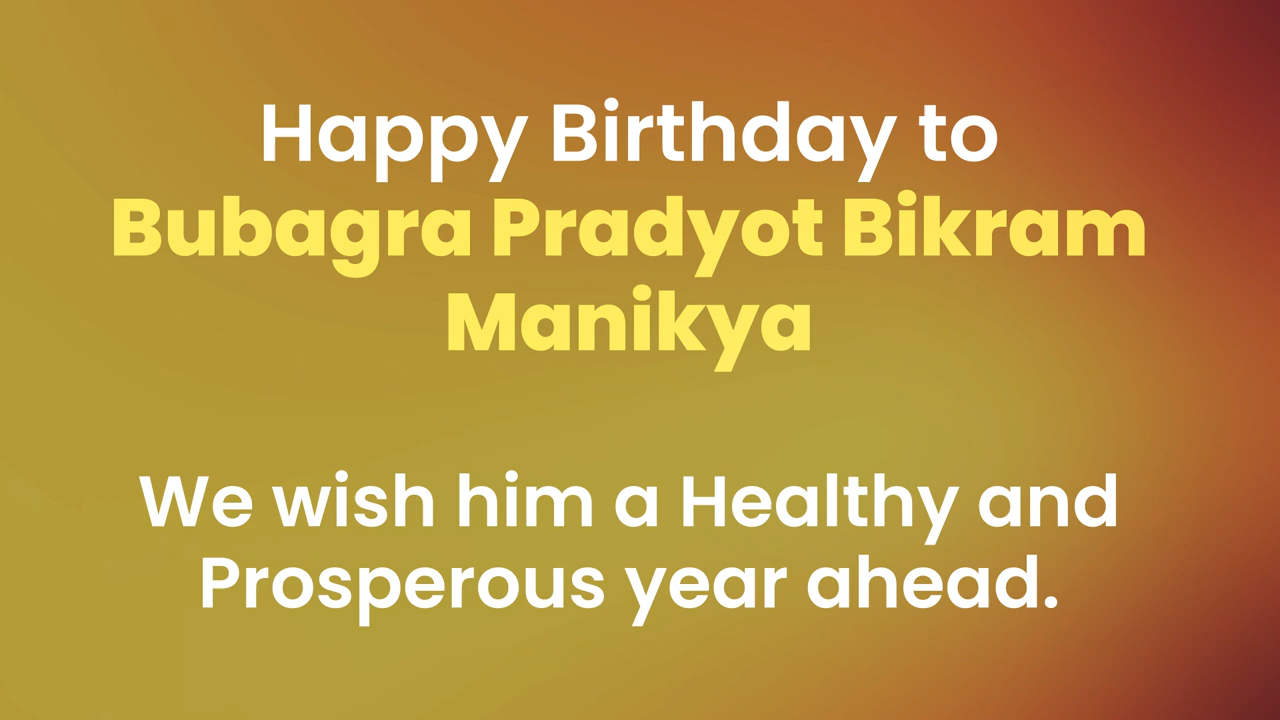 Happy Birthday to
Bubagra Pradyot Bikram
Manikya
We wish him a Healthy and
Prosperous year ahead.